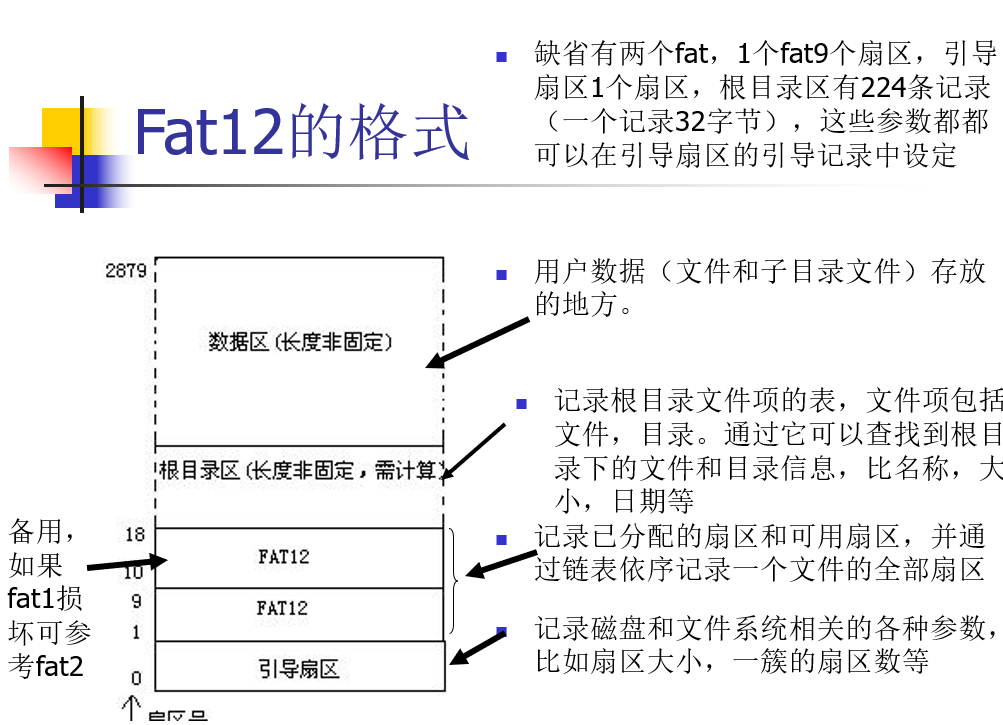 Fat12的格式
缺省有两个fat，1个fat9个扇区，引导
扇区1个扇区，根目录区有224条记录
（一个记录32字节），这些参数都都
可以在引导扇区的引导记录中设定
2879
数据区(长度非固定)
用户数据（文件和子目录文件）存放
的地方。
根目录区(长度非固定，需计算)
记录根目录文件项的表，文件项包括
文件，目录。通过它可以查找到根目
录下的文件和目录信息，比名称，大
小，日期等
备用，
如果
fat1损
坏可参
考fat2
18
FAT12
10
记录已分配的扇区和可用扇区，并通
过链表依序记录一个文件的全部扇区
9
FAT12
1
引导扇区
0
记录磁盘和文件系统相关的各种参数，
比如扇区大小，一簇的扇区数等
扇区号